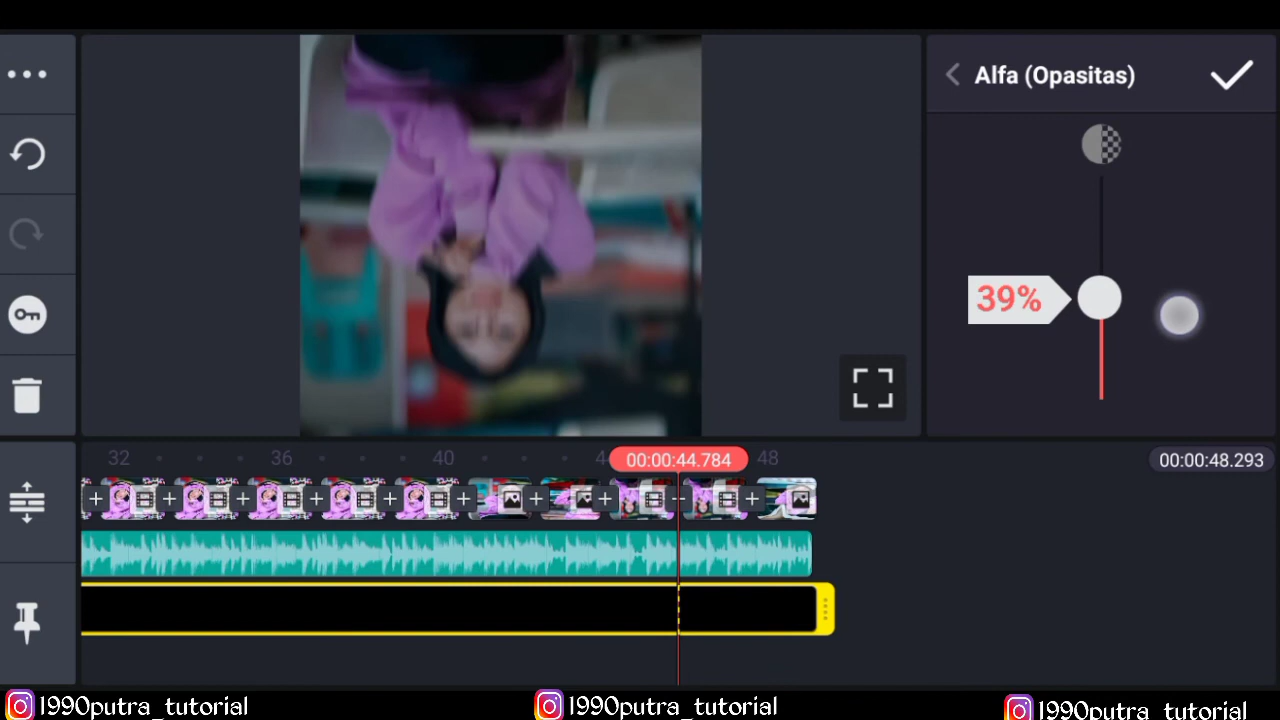 Alfa (Opasitas)
39%
32
36
40
4
00:00:44.784
48
00:00:48.293
1990putra_tutorial
1990putra_tutorial
1990putra_tutorial